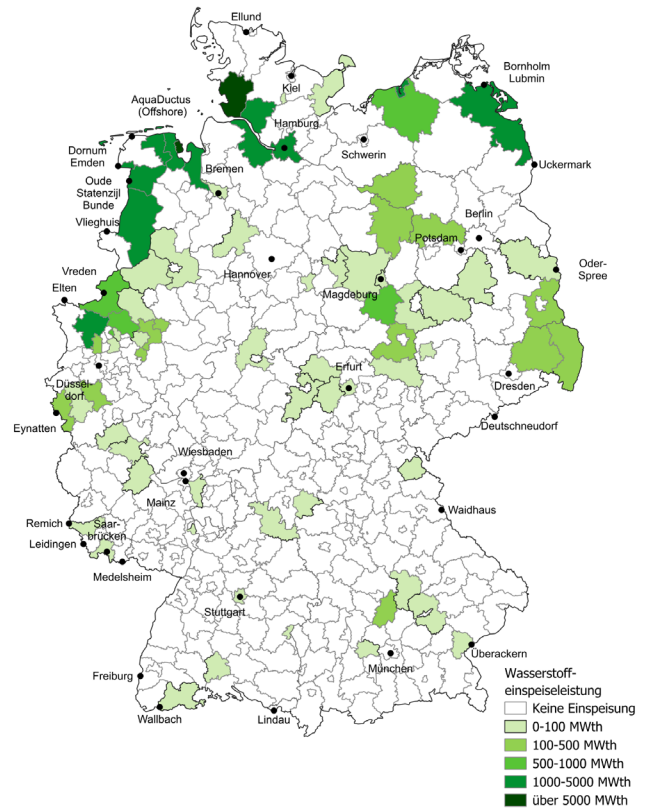 Ellund
Kiel
Bornholm
Lubmin
AquaDuctus
(Offshore)
Hamburg
Schwerin
Dornum
Emden
Bremen
Uckermark
Oude
Statenzijl
Bunde
Vlieghuis
Berlin
Potsdam
Vreden
Hannover
Oder-
Spree
Elten
Magdeburg
Erfurt
Düssel-
dorf
Dresden
Eynatten
Deutschneudorf
Wiesbaden
Mainz
Waidhaus
Remich
Saar-
brücken
Leidingen
Medelsheim
Stuttgart
Überackern
München
Freiburg
Wallbach
Lindau
Wasserstoff-
einspeiseleistung
Keine Einspeisung
0-100 MWth
100-500 MWth
500-1000 MWth
1000-5000 MWth
über 5000 MWth